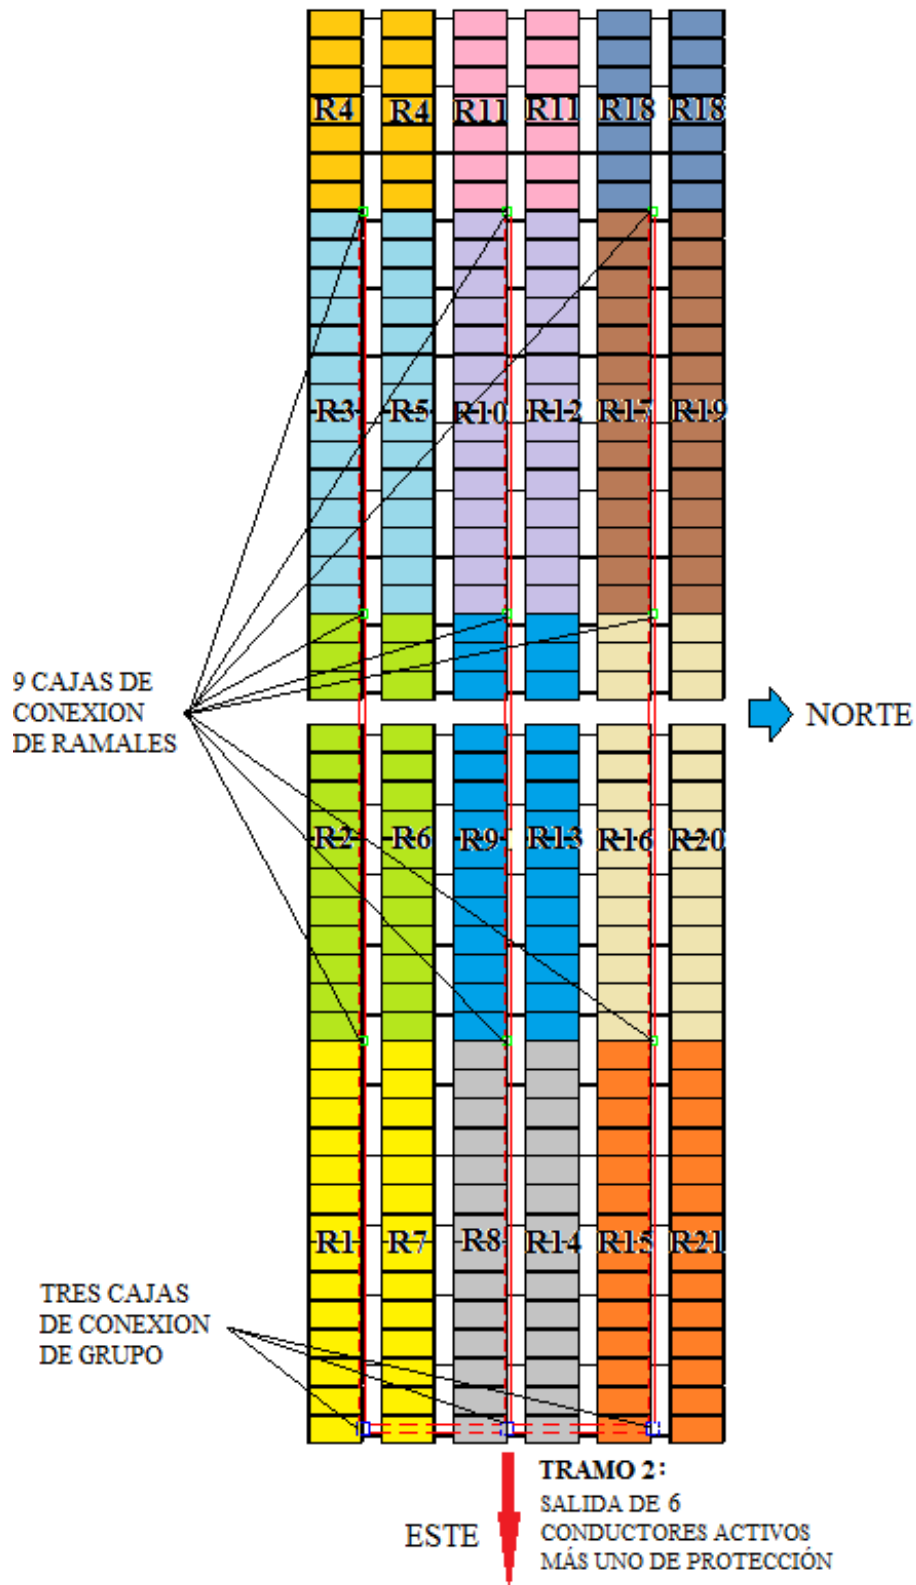 R4 R4 R11 R11 R18 R18
R3 R5 R10 R12 R17 R19
9 CAJAS DE
CONEXION
DE RAMALES
NORTE
R2 R6 R9 R13 R16 R20
R1 R7 R8 R14 R15 R21
TRES CAJAS
DE CONEXION
DE GRUPO
ESTE
TRAMO 2:
SALIDA DE 6
CONDUCTORES ACTIVOS
MÁS UNO DE PROTECCIÓN